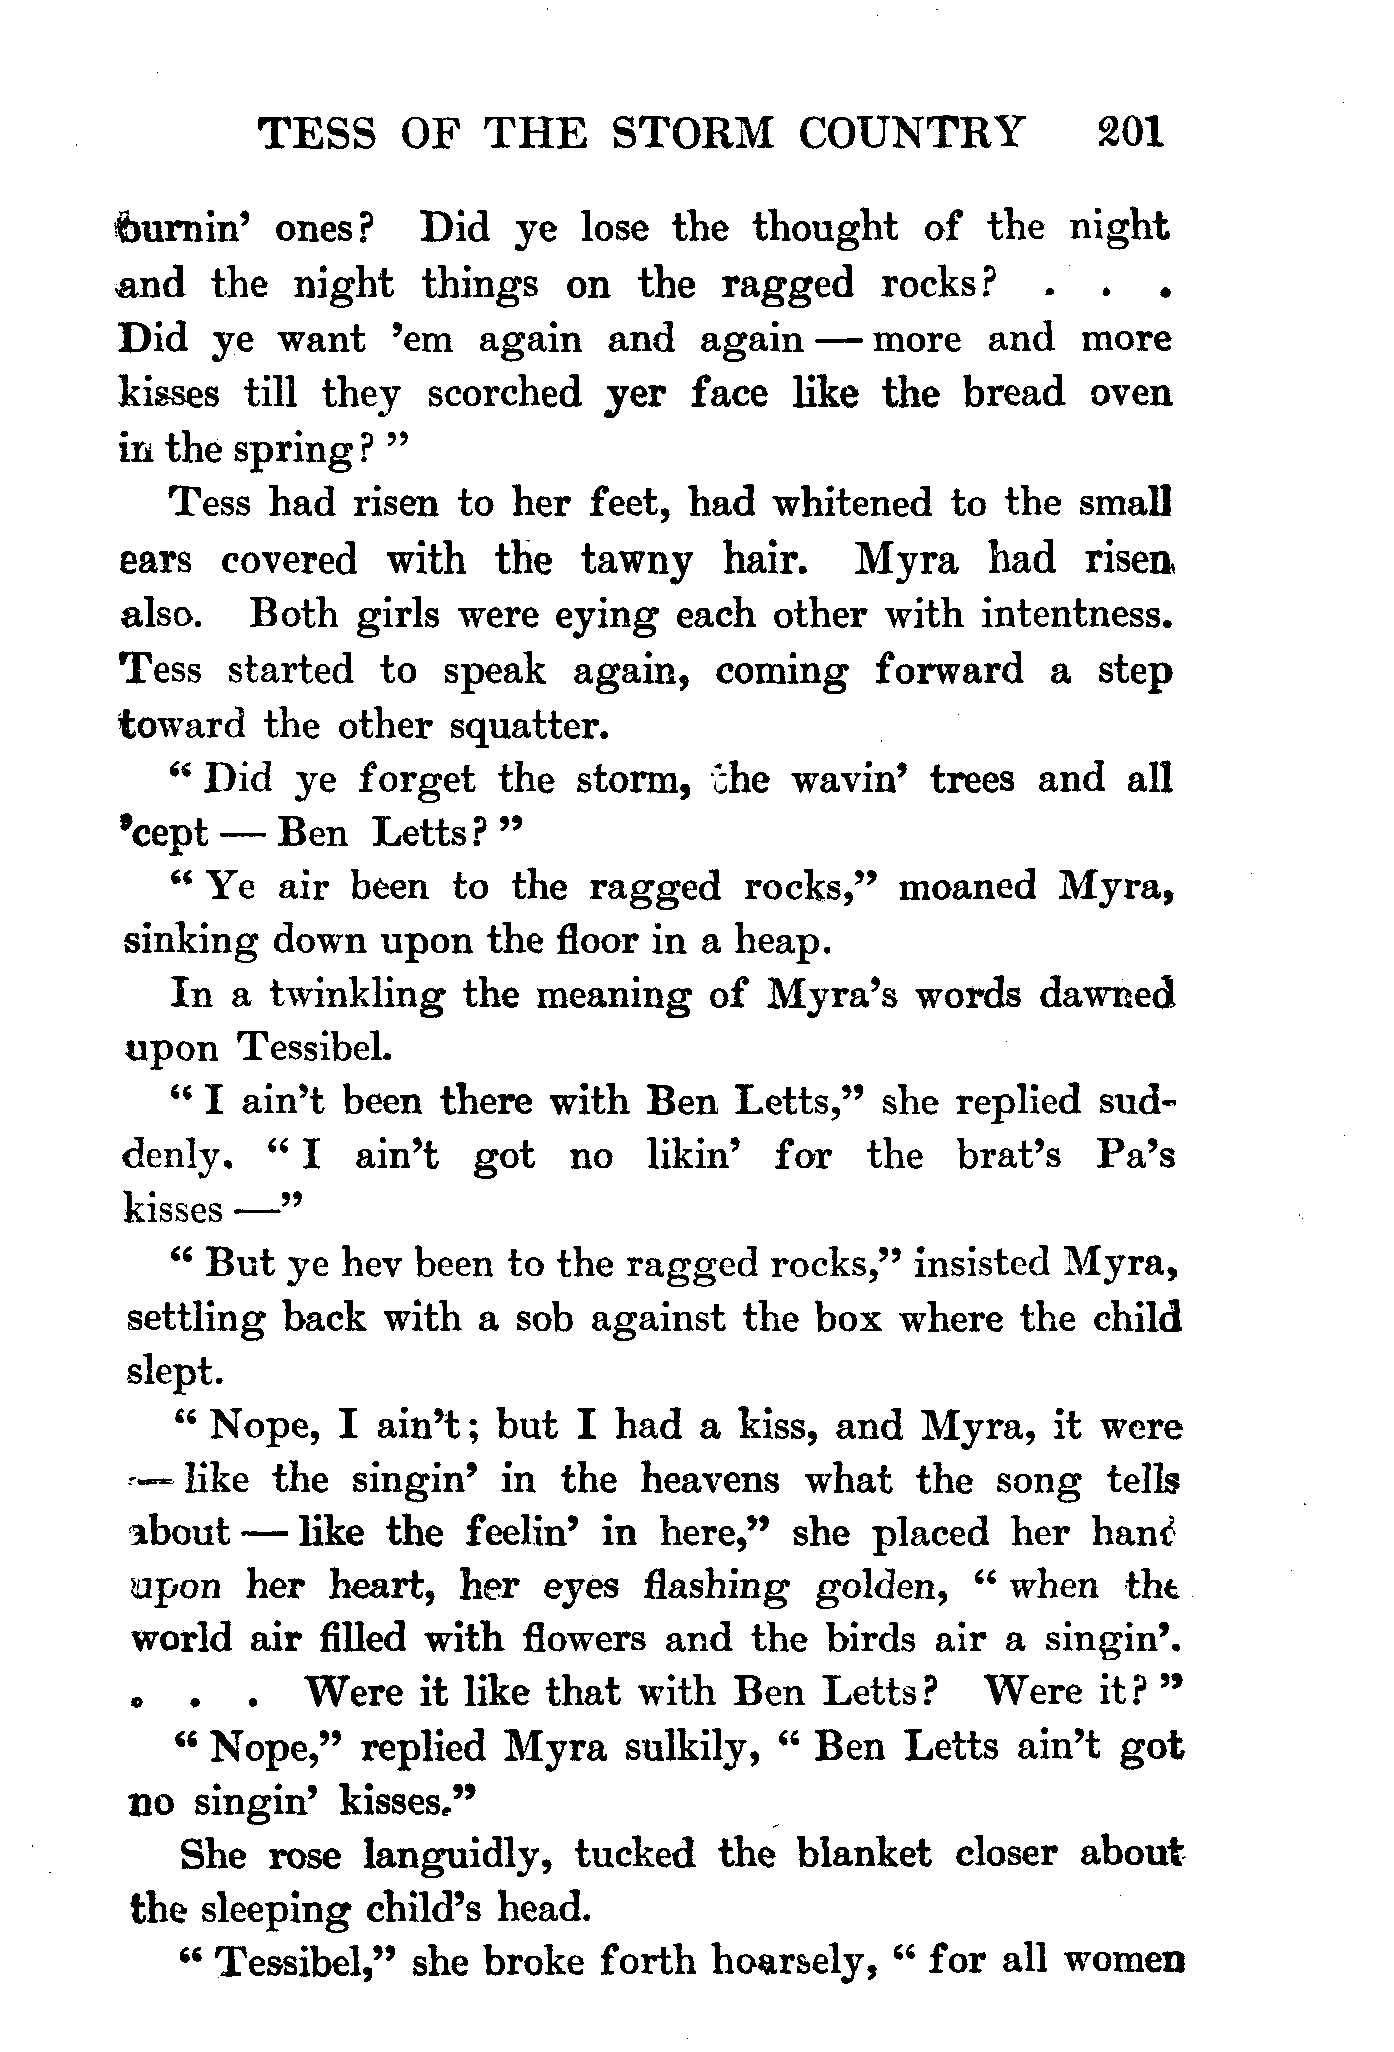 TESS OF THE STORM COUNTRY 201
burnin’ ones? Did ye lose the thought of the night
and the night things on the ragged rocks? . . .
Did ye want ’em again and again — more and more
kisses till they scorched yer face like the bread oven
in the spring? ”
Tess had risen to her feet, had whitened to the small
ears covered with the tawny hair. Myra had risen
also. Both girls were eying each other with intentness.
Tess started to speak again, coming forward a step
toward the other squatter.
“ Did ye forget the storm, the wavin’ trees and all
’cept — Ben Letts? ”
“ Ye air been to the ragged rocks,” moaned Myra,
sinking down upon the floor in a heap.
In a twinkling the meaning of Myra’s words dawned
upon Tessibel.
“ I ain’t been there with Ben Letts,” she replied sud-
denly. “ I ain’t got no likin’ for the brat’s Pa’s
kisses —”
“ But ye hev been to the ragged rocks,” insisted Myra,
settling back with a sob against the box where the child
slept.
“ Nope, I ain’t; but I had a kiss, and Myra, it were
— like the singin’ in the heavens what the song tells
about — like the feelin’ in here,” she placed her hand
upon her heart, her eyes flashing golden, “ when the
world air filled with flowers and the birds air a singin’.
. . . Were it like that with Ben Letts? Were it? ”
“ Nope,” replied Myra sulkily, “ Ben Letts ain’t got
no singin’ kisses.”
She rose languidly, tucked the blanket closer about
the sleeping child’s head.
“ Tessibel,” she broke forth hoarsely, “ for all women